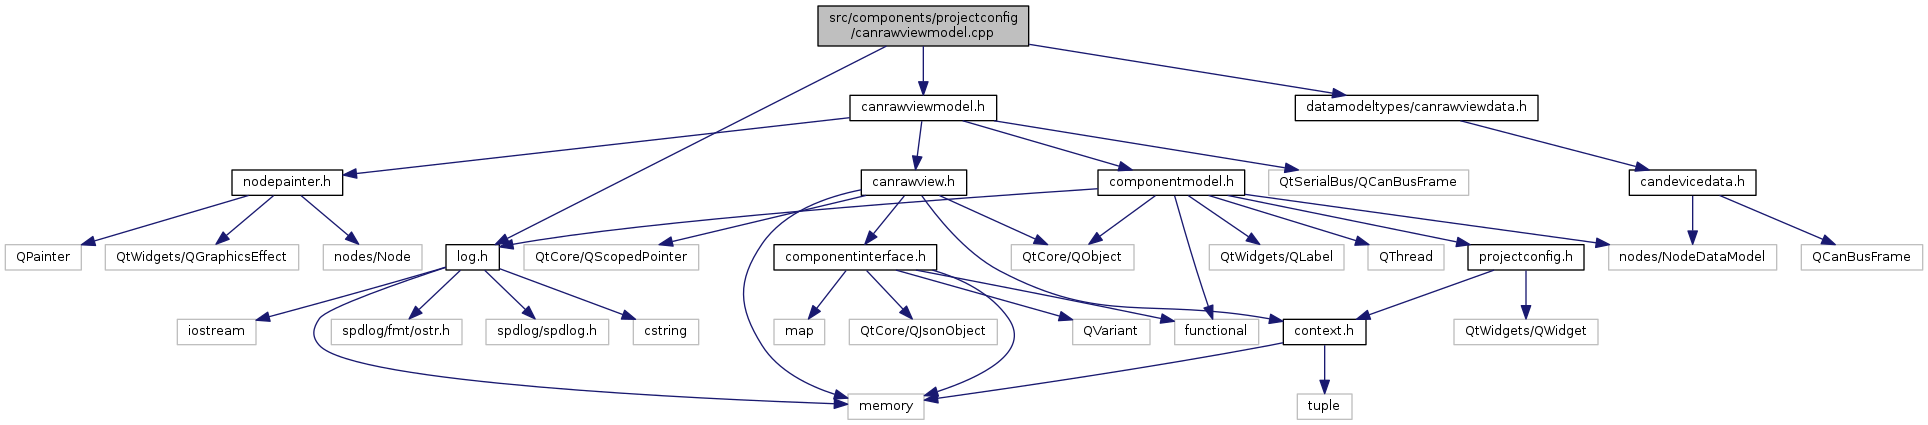 src/components/projectconfig
/canrawviewmodel.cpp
canrawviewmodel.h
datamodeltypes/canrawviewdata.h
nodepainter.h
canrawview.h
componentmodel.h
QtSerialBus/QCanBusFrame
candevicedata.h
QPainter
QtWidgets/QGraphicsEffect
nodes/Node
log.h
QtCore/QScopedPointer
componentinterface.h
QtCore/QObject
QtWidgets/QLabel
QThread
projectconfig.h
nodes/NodeDataModel
QCanBusFrame
iostream
spdlog/fmt/ostr.h
spdlog/spdlog.h
cstring
map
QtCore/QJsonObject
QVariant
functional
context.h
QtWidgets/QWidget
memory
tuple